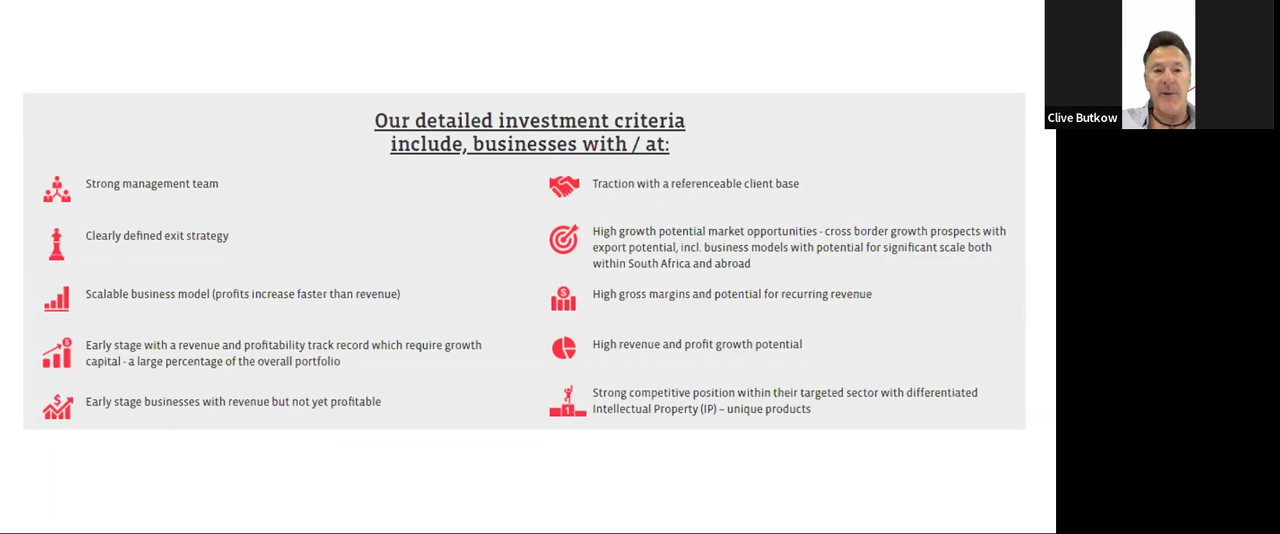 Our detailed investment criteria
include, businesses with / at:
Strong management team
Clearly defined exit strategy
Scalable business model (profits increase faster than revenue)
Early stage with a revenue and profitability track record which require growth
capital - a large percentage of the overall portfolio
Early stage businesses with revenue but not yet profitable
Traction with a referenceable client base
High growth potential market opportunities - cross border growth prospects with
export potential, incl. business models with potential for significant scale both
within South Africa and abroad
High gross margins and potential for recurring revenue
High revenue and profit growth potential
Strong competitive position within their targeted sector with differentiated
Intellectual Property (IP) – unique products
1
Clive Butkow